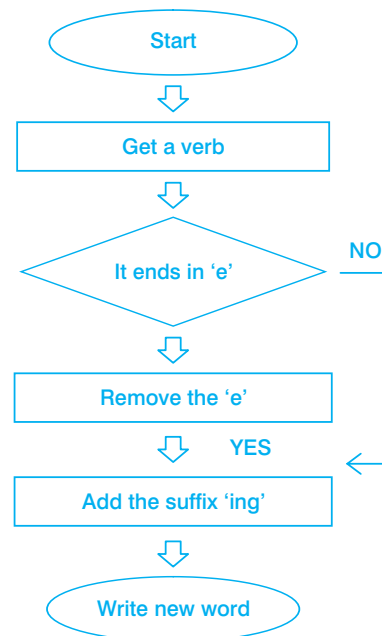 Start
Get a verb
It ends in ‘e’
NO
Remove the ‘e’
YES
Add the suffix ‘ing’
Write new word